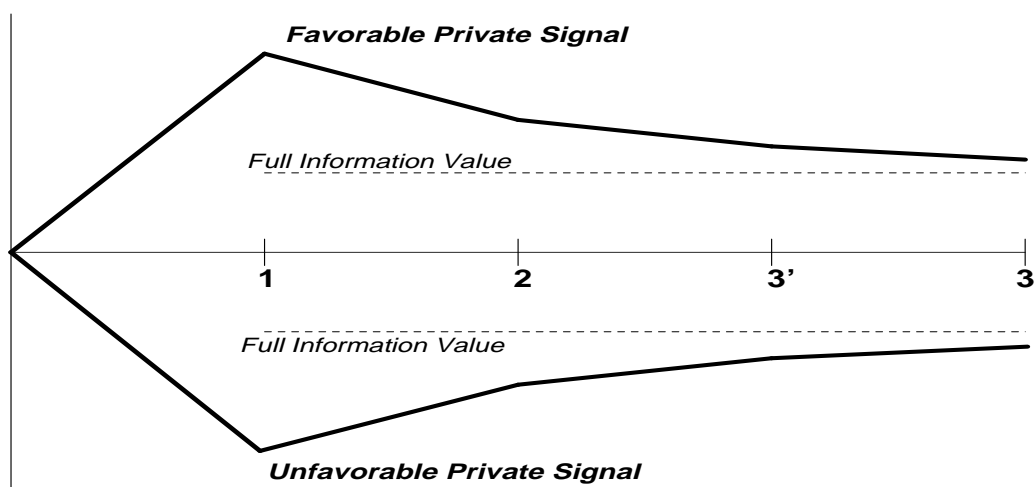 Favorable Private Signal
Full Information Value
1 2 3’ 3
Full Information Value
Unfavorable Private Signal